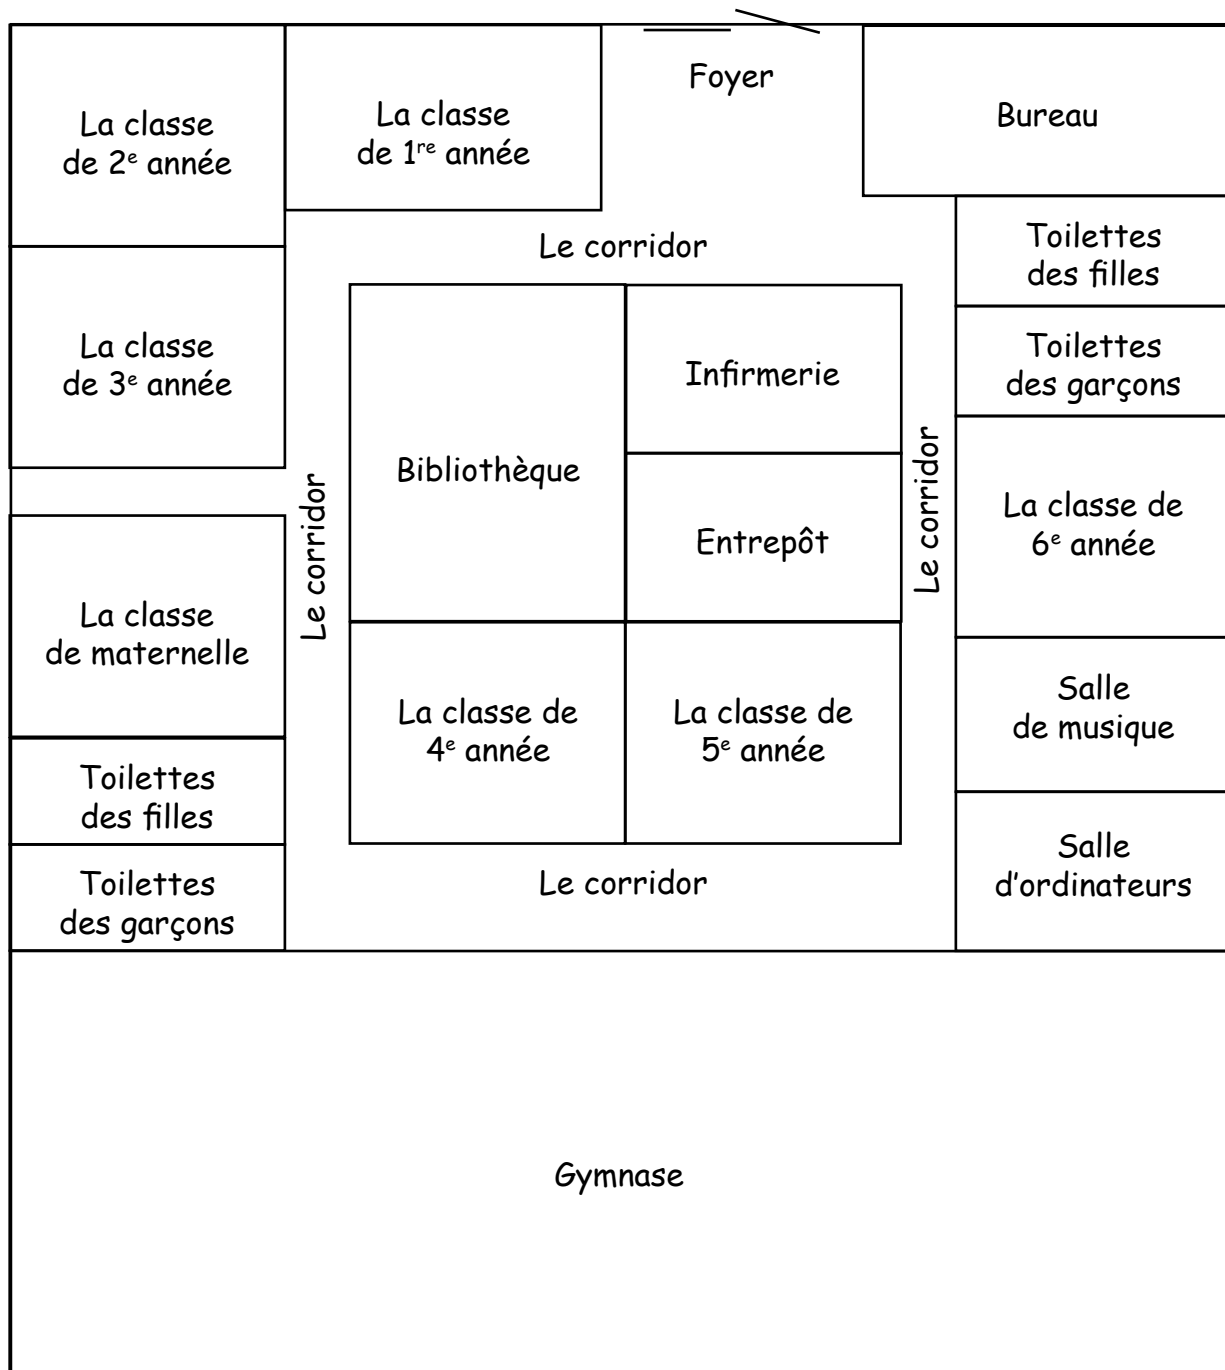 Foyer
La classe
de 2e année
La classe
de 1re année
Bureau
Le corridor
Toilettes
des filles
La classe
de 3e année
Infirmerie
Toilettes
des garçons
Bibliothèque
Le corridor
Le corridor
Entrepôt
La classe de
6e année
La classe
de maternelle
La classe de
4e année
La classe de
5e année
Salle
de musique
Toilettes
des filles
Toilettes
des garçons
Le corridor
Salle
d'ordinateurs
Gymnase